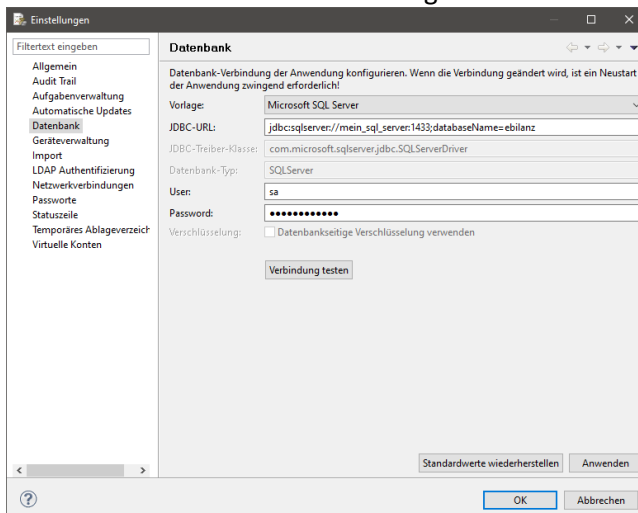 Einstellungen
Filtertext eingeben
Allgemein
Audit Trail
Aufgabenverwaltung
Automatische Updates
Datenbank
Geräteverwaltung
Import
LDAP Authentifizierung
Netzwerkverbindungen
Passworte
Statuszeile
Temporäres Ablageverzeich
Virtuelle Konten
Datenbank
Datenbank-Verbindung der Anwendung konfigurieren. Wenn die Verbindung geändert wird, ist ein Neustart
der Anwendung zwingend erforderlich!
Vorlage: Microsoft SQL Server
JDBC-URL: jdbc:sqlserver://mein_sql_server:1433;databaseName=ebilanz
JDBC-Treiber-Klasse: com.microsoft.sqlserver.jdbc.SQLServerDriver
Datenbank-Typ: SQLServer
User: sa
Password: ●●●●●●●●●●●●
Verschlüsselung: Datenbankseitige Verschlüsselung verwenden
Verbindung testen
Standardwerte wiederherstellen Anwenden
OK Abbrechen